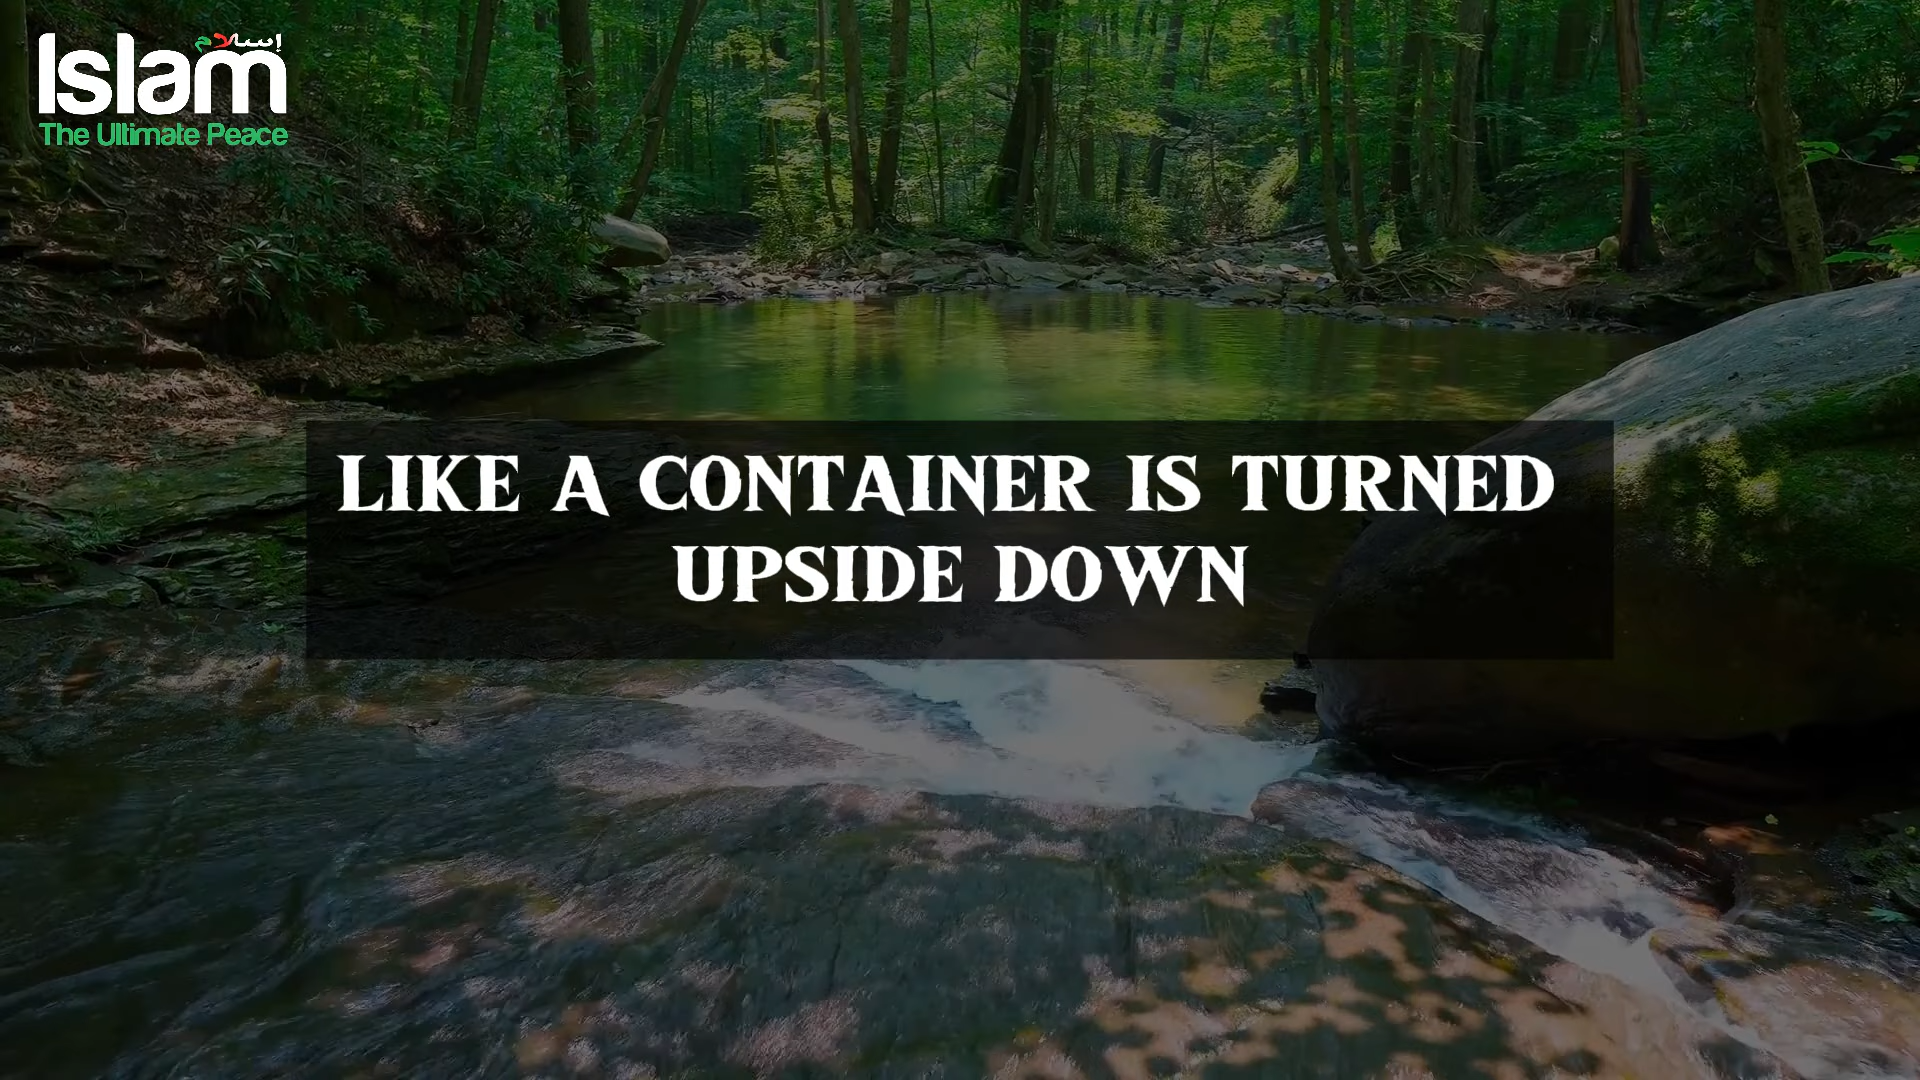 إسلام
Islam
The Ultimate Peace
LIKE A CONTAINER IS TURNED
UPSIDE DOWN